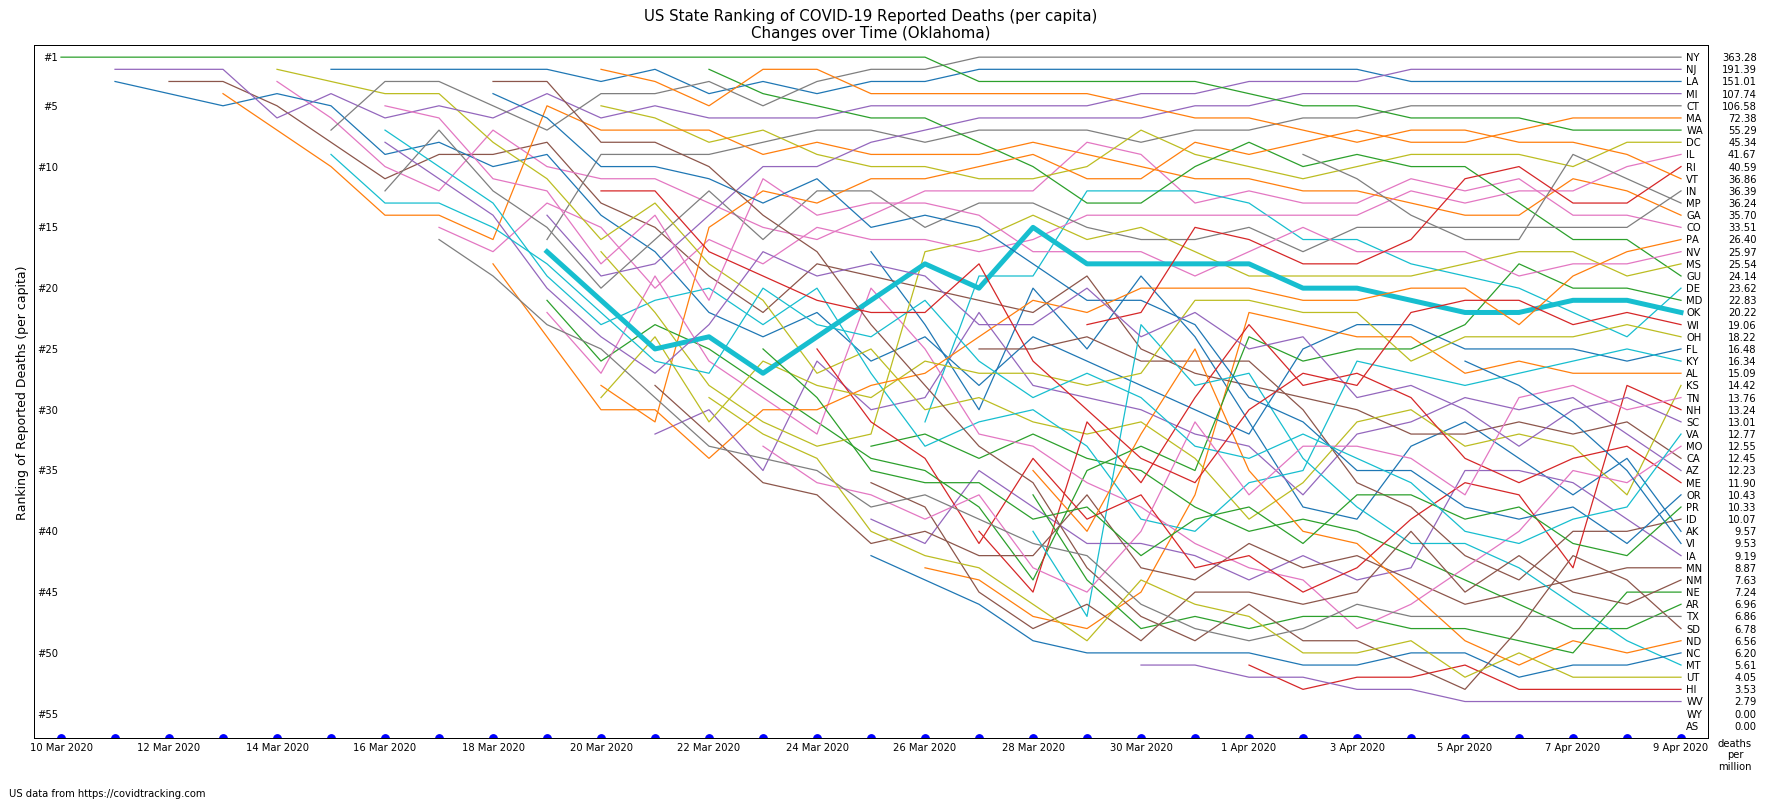 US State Ranking of COVID-19 Reported Deaths (per capita)
Changes over Time (Oklahoma)
Ranking of Reported Deaths (per capita)
#1
#5
#10
#15
#20
#25
#30
#35
#40
#45
#50
#55
NY 363.28
NJ 191.39
LA 151.01
MI 107.74
CT 106.58
MA 72.38
WA 55.29
DC 45.34
IL 41.67
RI 40.59
VT 36.86
IN 36.39
MP 36.24
GA 35.70
CO 33.51
PA 26.40
NV 25.97
MS 25.54
GU 24.14
DE 23.62
MD 22.83
OK 20.22
WI 19.06
OH 18.22
FL 16.48
KY 16.34
AL 15.09
KS 14.42
TN 13.76
NH 13.24
SC 13.01
VA 12.77
MO 12.55
CA 12.45
AZ 12.23
ME 11.90
OR 10.43
PR 10.33
ID 10.07
AK 9.57
VI 9.53
IA 9.19
MN 8.87
NM 7.63
NE 7.24
AR 6.96
TX 6.86
SD 6.78
ND 6.56
NC 6.20
MT 5.61
UT 4.05
HI 3.53
WV 2.79
WY 0.00
AS 0.00
10 Mar 2020 12 Mar 2020 14 Mar 2020 16 Mar 2020 18 Mar 2020 20 Mar 2020 22 Mar 2020 24 Mar 2020 26 Mar 2020 28 Mar 2020 30 Mar 2020 1 Apr 2020 3 Apr 2020 5 Apr 2020 7 Apr 2020 9 Apr 2020
deaths
per
million
US data from https://covidtracking.com